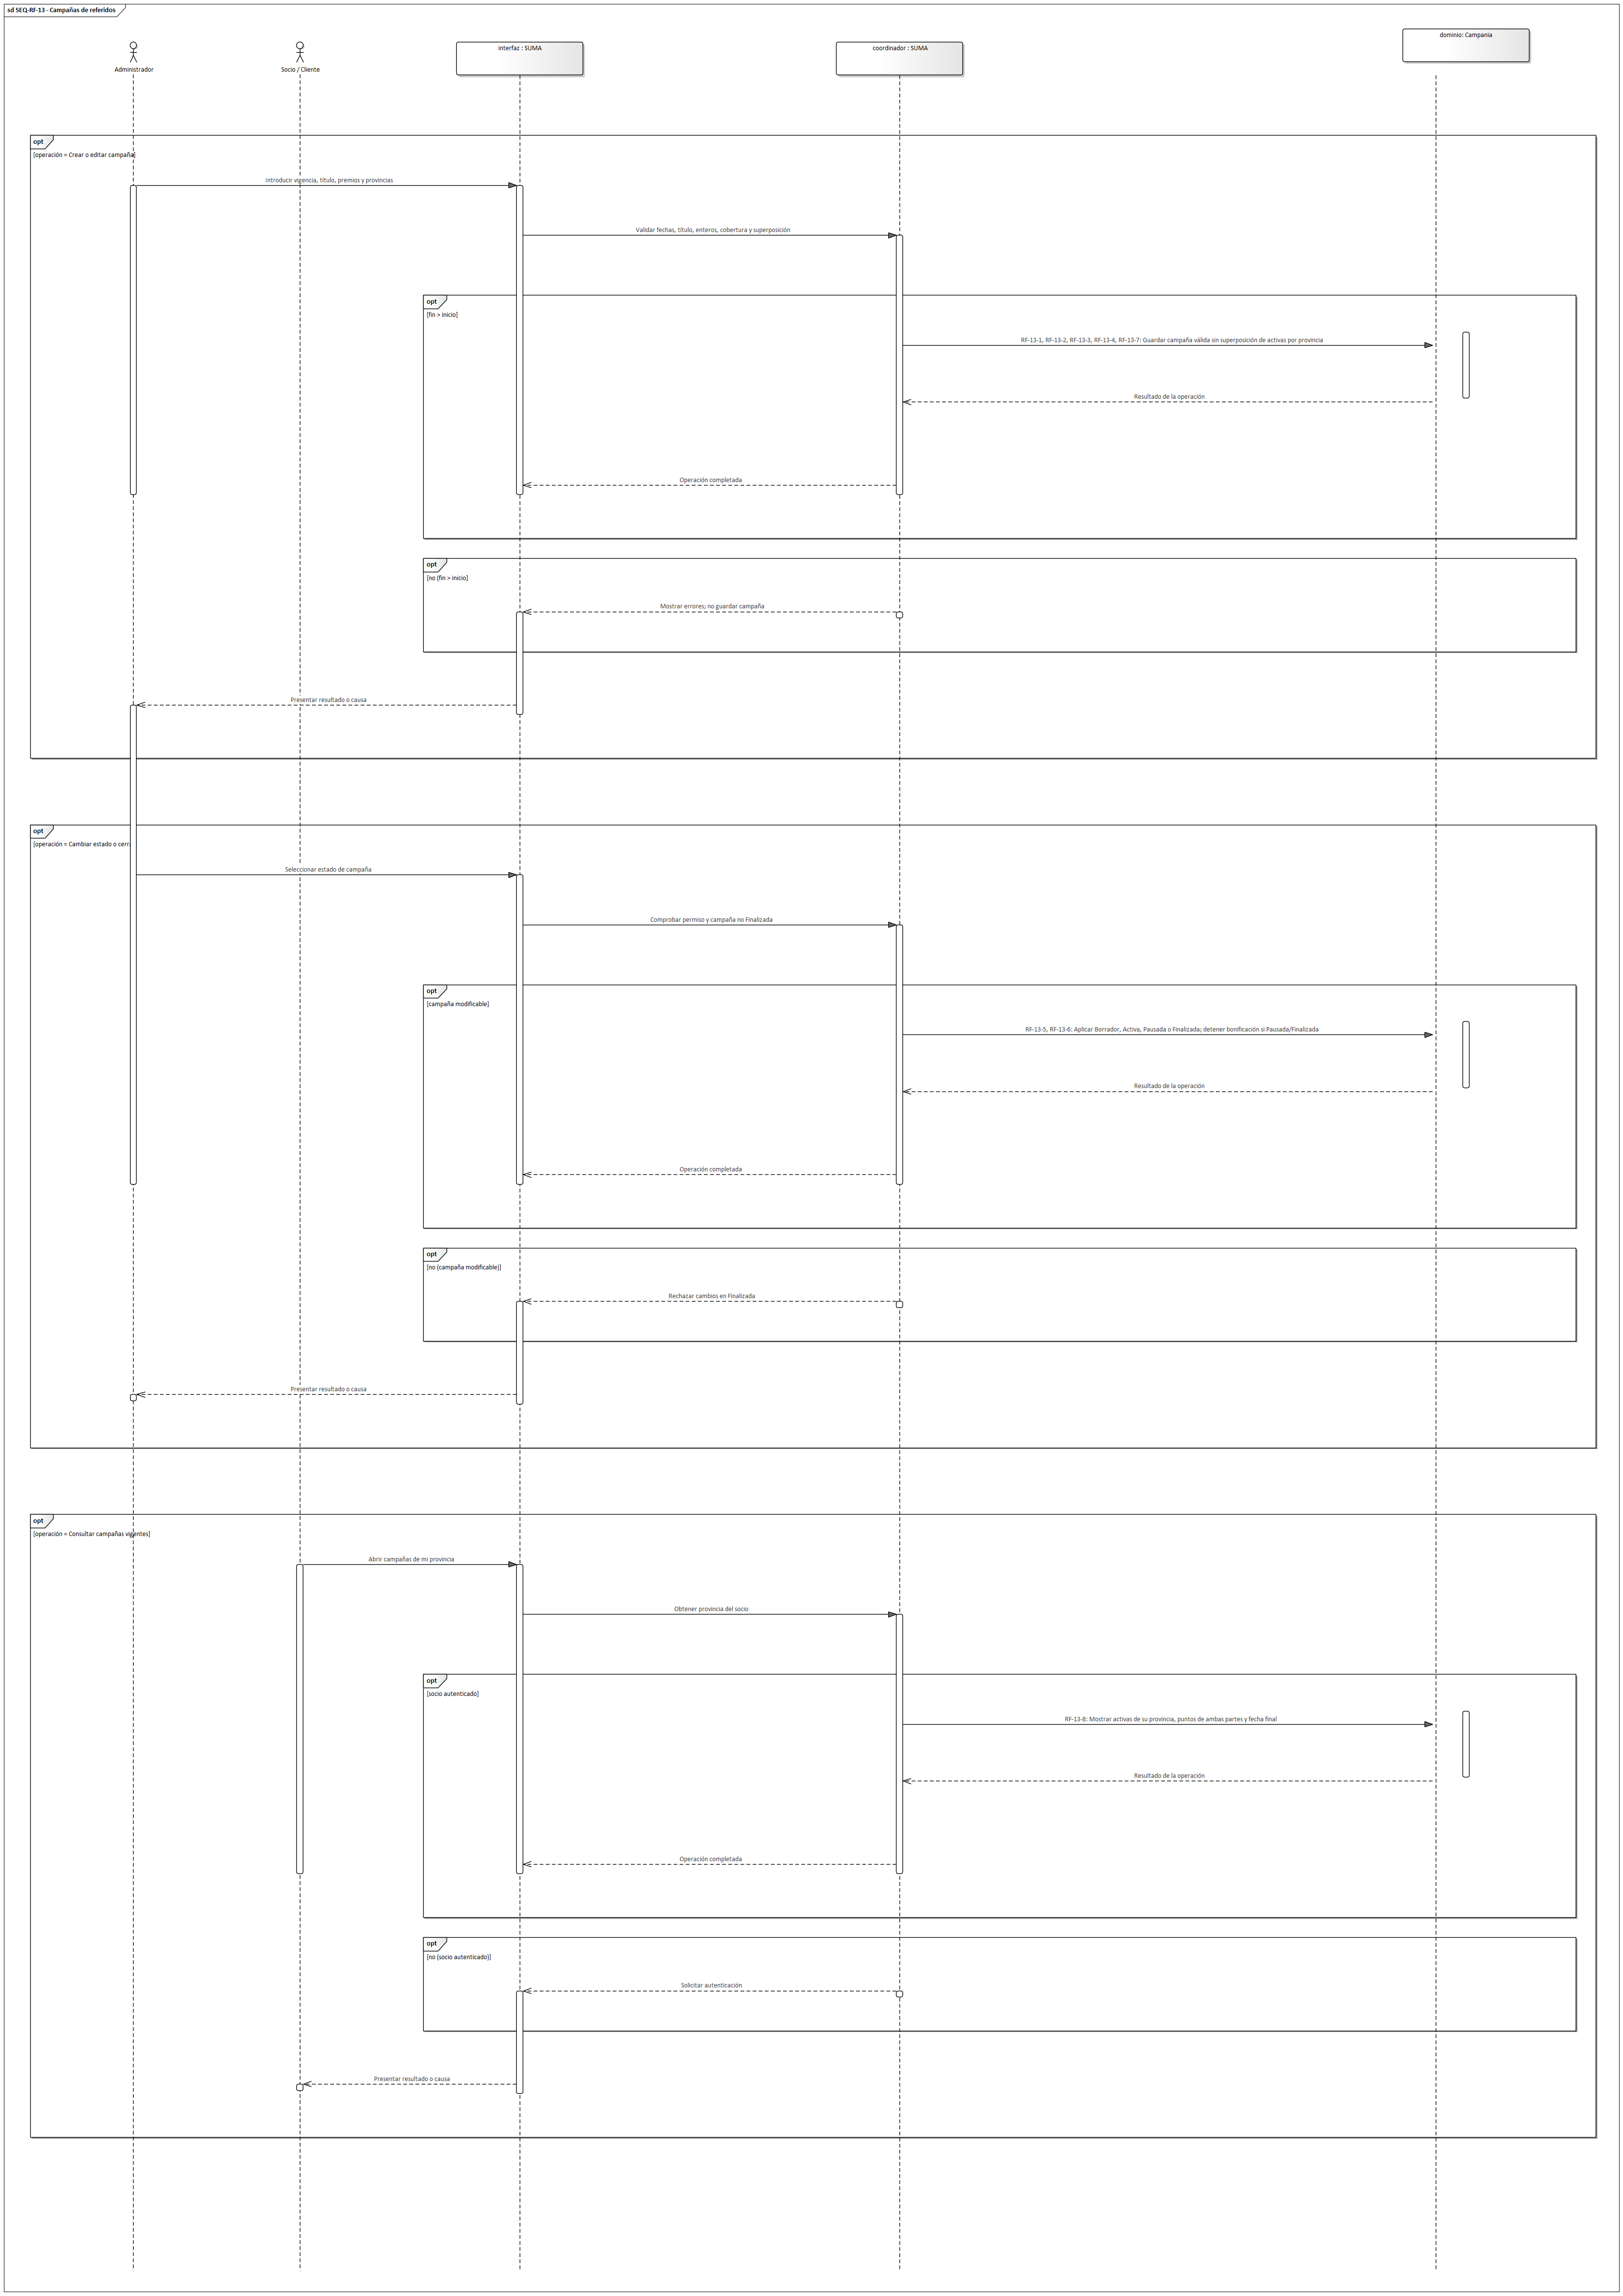 sd SEQ-RF-13 - Campañas de referidos
Administrador
Socio / Cliente
interfaz : SUMA
coordinador : SUMA
dominio: Campania
opt
[operación = Crear o editar campaña]
Introducir vigencia, título, premios y provincias
Validar fechas, título, enteros, cobertura y superposición
opt
[fin > inicio]
RF-13-1, RF-13-2, RF-13-3, RF-13-4, RF-13-7: Guardar campaña válida sin superposición de activas por provincia
Resultado de la operación
Operación completada
opt
[no (fin > inicio]
Mostrar errores; no guardar campaña
Presentar resultado o causa
opt
[operación = Cambiar estado o
Seleccionar estado de campaña
Comprobar permiso y campaña no Finalizada
opt
[campaña modificable]
RF-13-5, RF-13-6: Aplicar Borrador, Activa, Pausada o Finalizada; detener bonificación si Pausada/Finalizada
Resultado de la operación
Operación completada
opt
[no (campaña modificable)]
Rechazar cambios en Finalizada
Presentar resultado o causa
opt
[operación = Consultar campañas vigentes]
Abrir campañas de mi provincia
Obtener provincia del socio
opt
[socio autenticado]
RF-13-8: Mostrar activas de su provincia, puntos de ambas partes y fecha final
Resultado de la operación
Operación completada
opt
[no (socio autenticado)]
Solicitar autenticación
Presentar resultado o causa